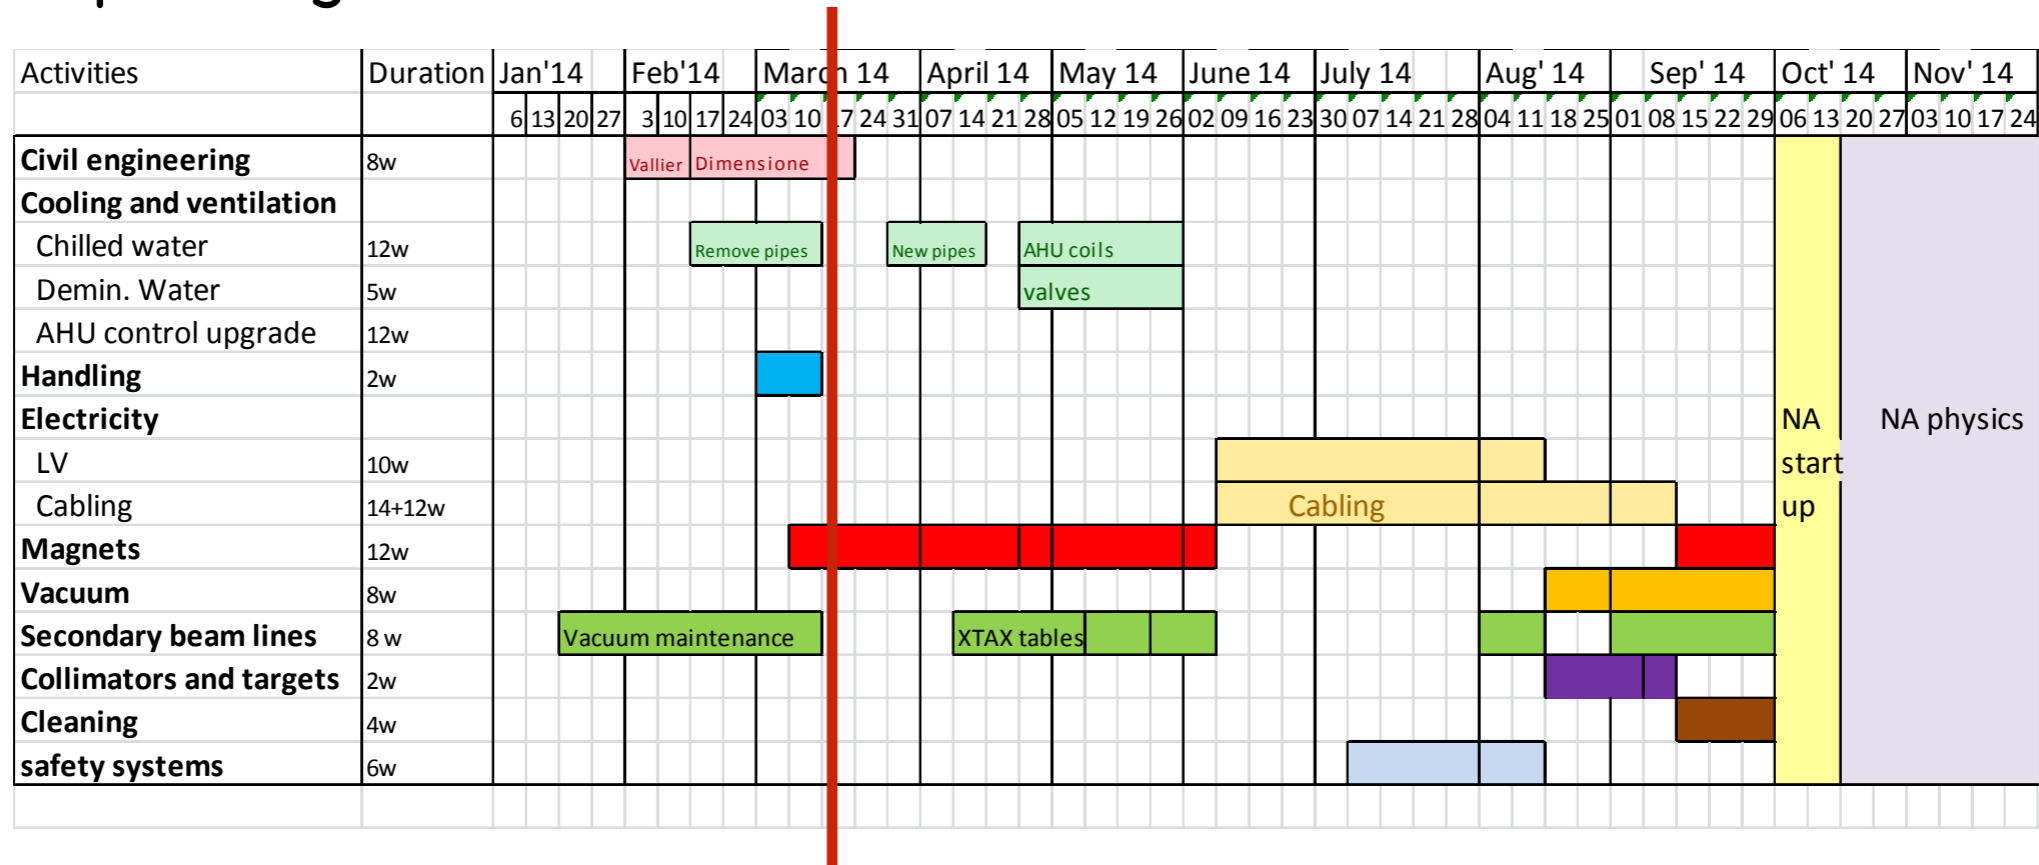 Activities Duration Jan'14 Feb'14 March 14 April 14 May 14 June 14 July 14 Aug' 14 Sep' 14 Oct' 14 Nov' 14
6 13 20 27 3 10 17 24 03 10 17 24 31 07 14 21 28 05 12 19 26 02 09 16 23 30 07 14 21 28 04 11 18 25 01 08 15 22 29 06 13 20 27 03 10 17 24
Civil engineering 8w Vallier Dimensione
Cooling and ventilation
Chilled water 12w Remove pipes New pipes AHU coils
Demin. Water 5w valves
AHU control upgrade 12w
Handling 2w
Electricity NA NA physics
LV 10w start
Cabling 14+12w Cabling up
Magnets 12w
Vacuum 8w
Secondary beam lines 8 w Vacuum maintenance XTAX tables
Collimators and targets 2w
Cleaning 4w
safety systems 6w